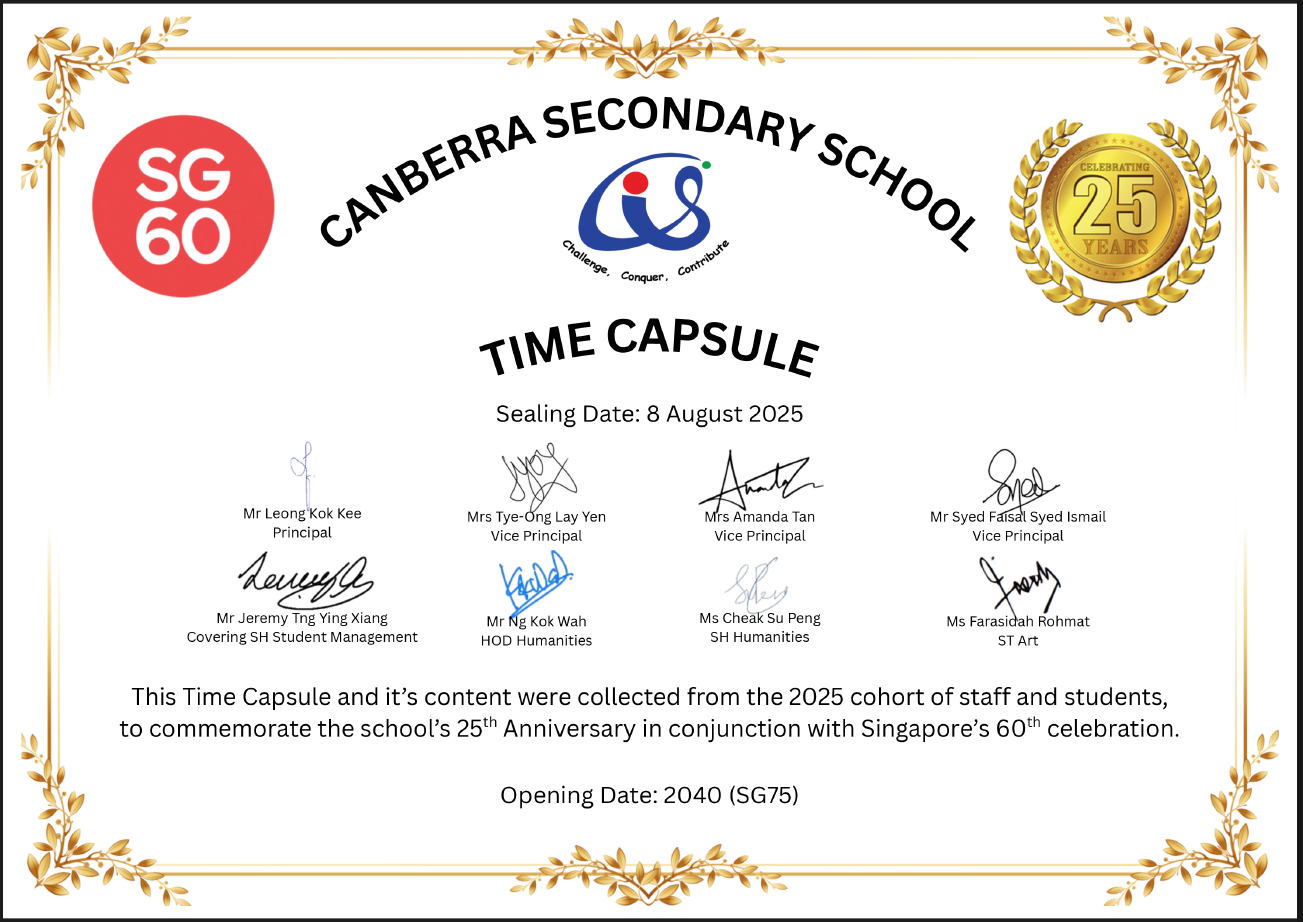 CANBERRA SECONDARY SCHOOL
SG
60
Challenge, Conquer, Contribute
CELEBRATING
25
YEARS
TIME CAPSULE
Sealing Date: 8 August 2025
Mr Leong Kok Kee
Principal
Mrs Tye-Ong Lay Yen
Vice Principal
Amanda
Mrs Amanda Tan
Vice Principal
Syed
Mr Syed Faisal Syed Ismail
Vice Principal
Mr Jeremy Tng Ying Xiang
Covering SH Student Management
Mr Ng Kok Wah
HOD Humanities
Ms Cheak Su Peng
SH Humanities
Ms Farasidah Rohmat
ST Art
This Time Capsule and it’s content were collected from the 2025 cohort of staff and students,
to commemorate the school’s 25th Anniversary in conjunction with Singapore’s 60th celebration.
Opening Date: 2040 (SG75)